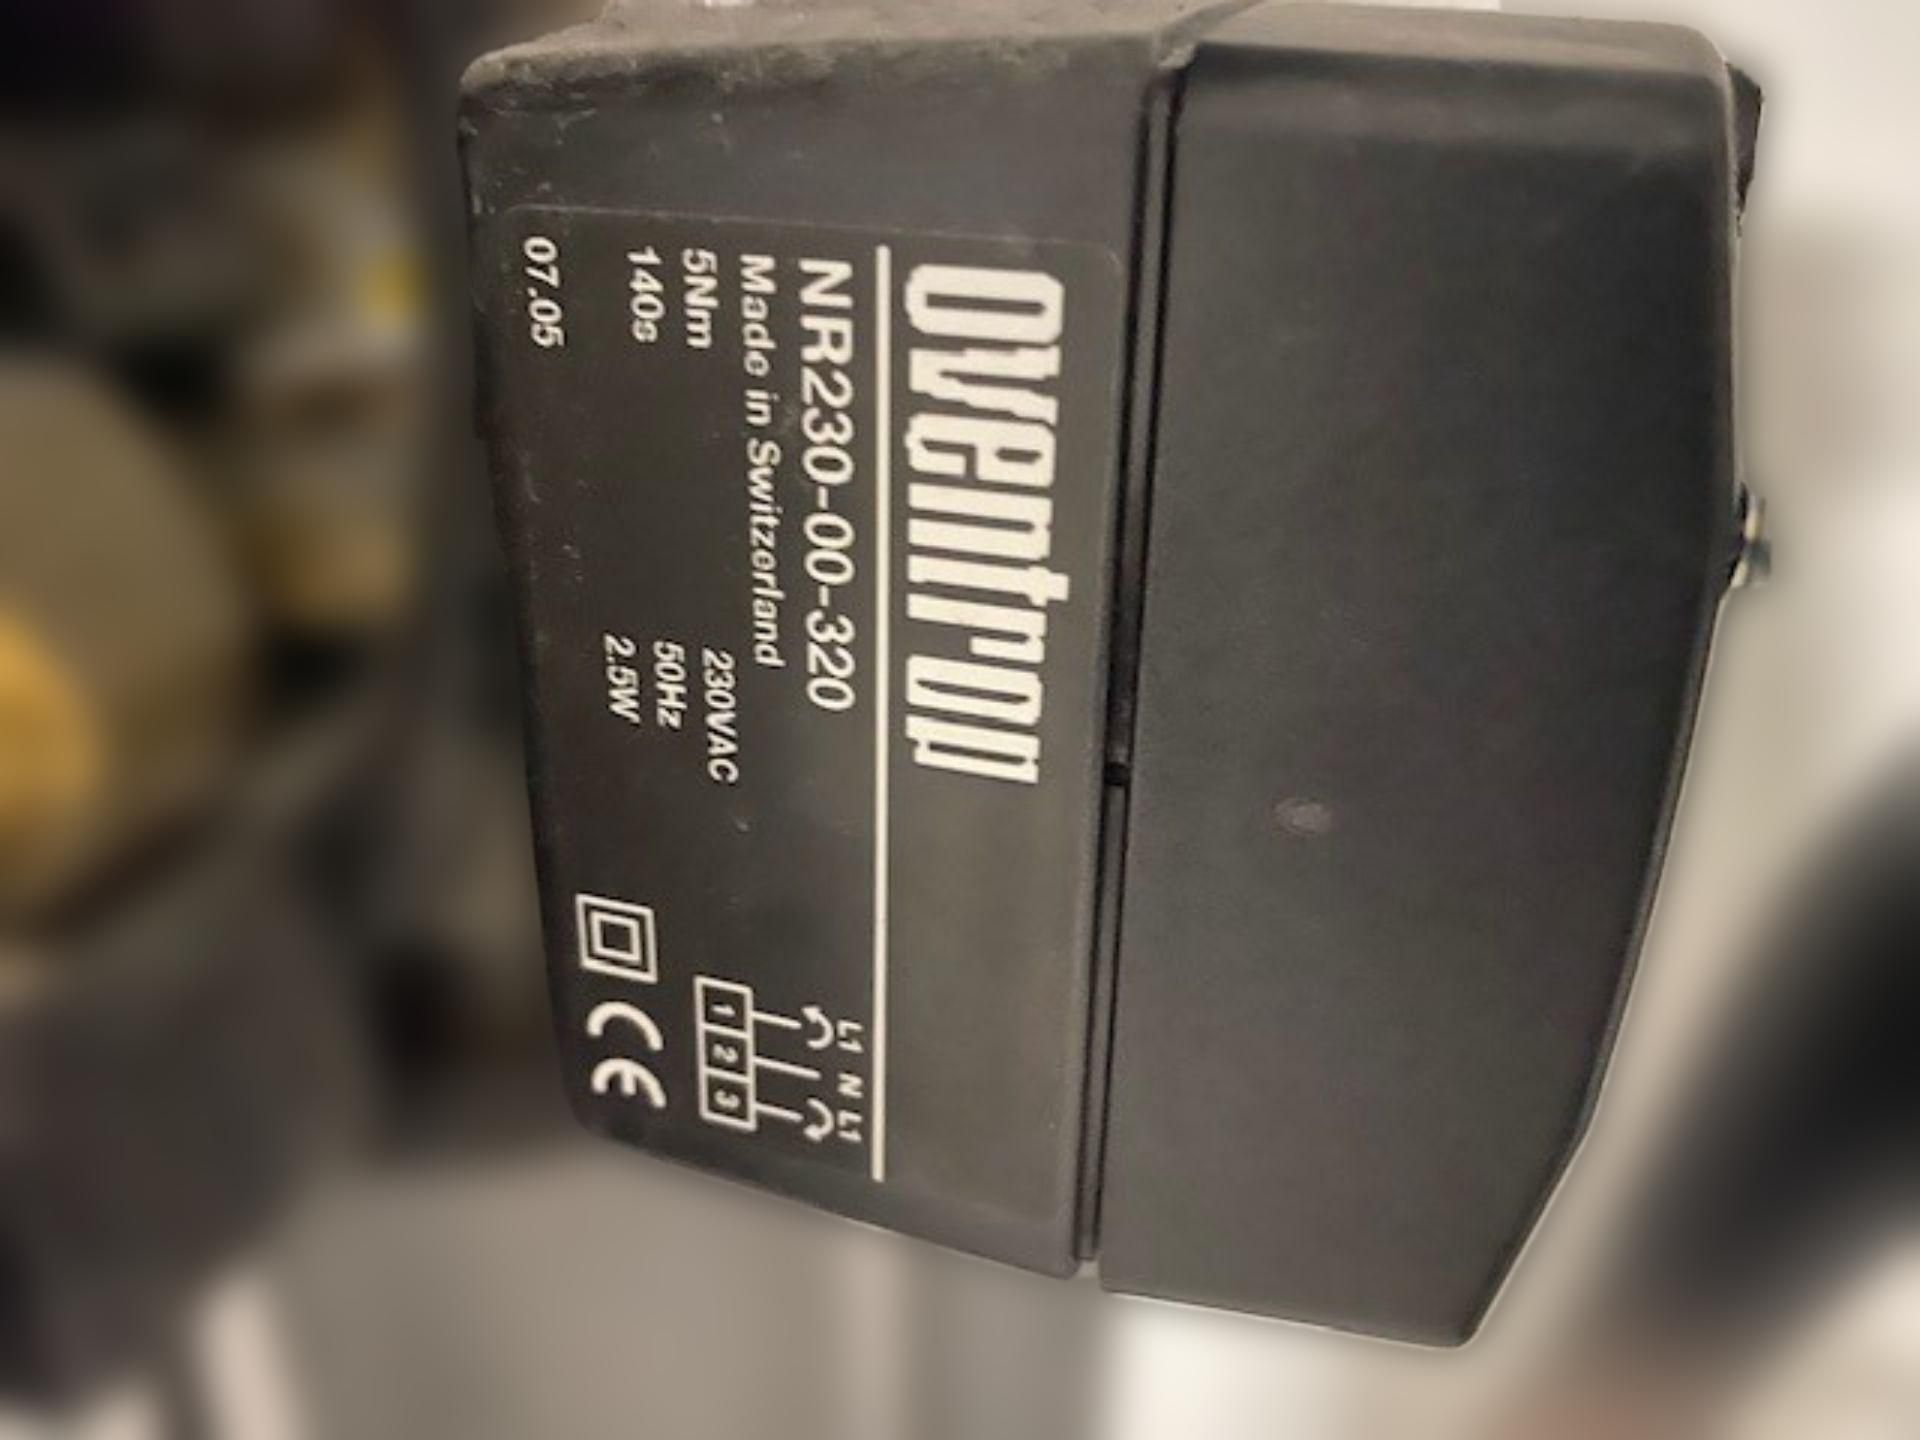 oventrop
NR230-00-320
Made in Switzerland
5Nm 230VAC
140s 50Hz
2.5W
07.05
L1 N L1
1 2 3
CE